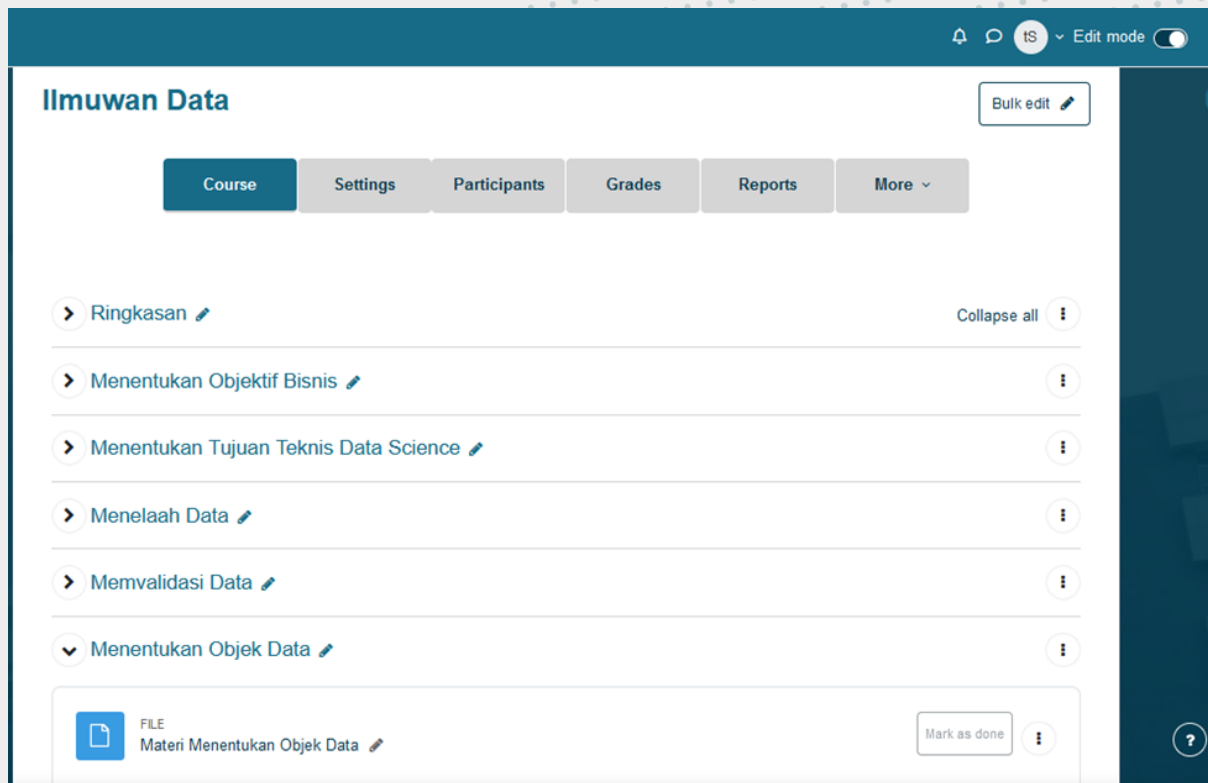 tS Edit mode
Ilmuwan Data
Bulk edit
Course Settings Participants Grades Reports More
Ringkasan
Collapse all
Menentukan Objektif Bisnis
Menentukan Tujuan Teknis Data Science
Menelaah Data
Memvalidasi Data
Menentukan Objek Data
FILE
Materi Menentukan Objek Data
Mark as done
?